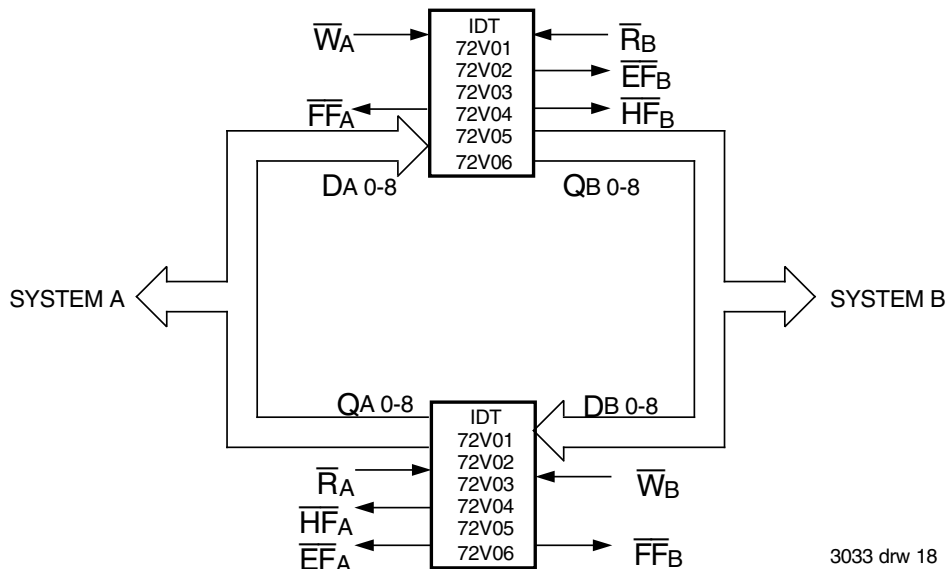 IDT
72V01
72V02
72V03
72V04
72V05
72V06
W̅A
F̅F̅A
R̅B
E̅F̅B
H̅F̅B
DA 0-8
QB 0-8
SYSTEM A
SYSTEM B
QA 0-8
DB 0-8
IDT
72V01
72V02
72V03
72V04
72V05
72V06
R̅A
H̅F̅A
E̅F̅A
W̅B
F̅F̅B
3033 drw 18